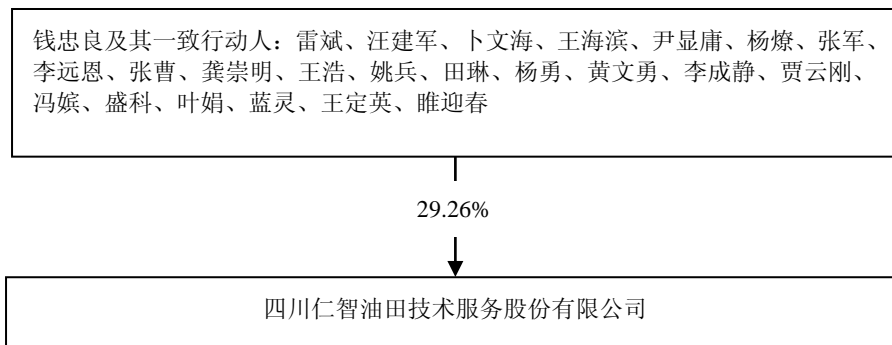 钱忠良及其一致行动人：雷斌、汪建军、卜文海、王海滨、尹显庸、杨燎、张军、
李远恩、张曹、龚崇明、王浩、姚兵、田琳、杨勇、黄文勇、李成静、贾云刚、
冯嫔、盛科、叶娟、蓝灵、王定英、睢迎春
29.26%
四川仁智油田技术服务股份有限公司